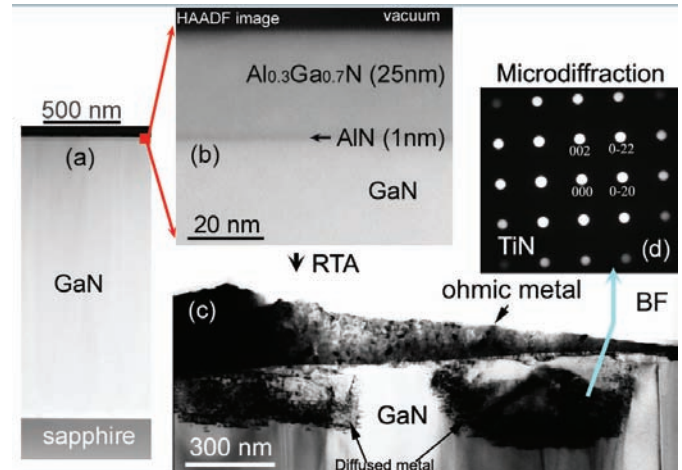 HAADF image
vacuum
500 nm
(a)
Al0.3Ga0.7N (25nm)
AlN (1nm)
(b)
GaN
20 nm
Microdiffraction
002
0-22
000
0-20
TiN
(d)
GaN
RTA
ohmic metal
BF
(c)
GaN
sapphire
300 nm
Diffused metal